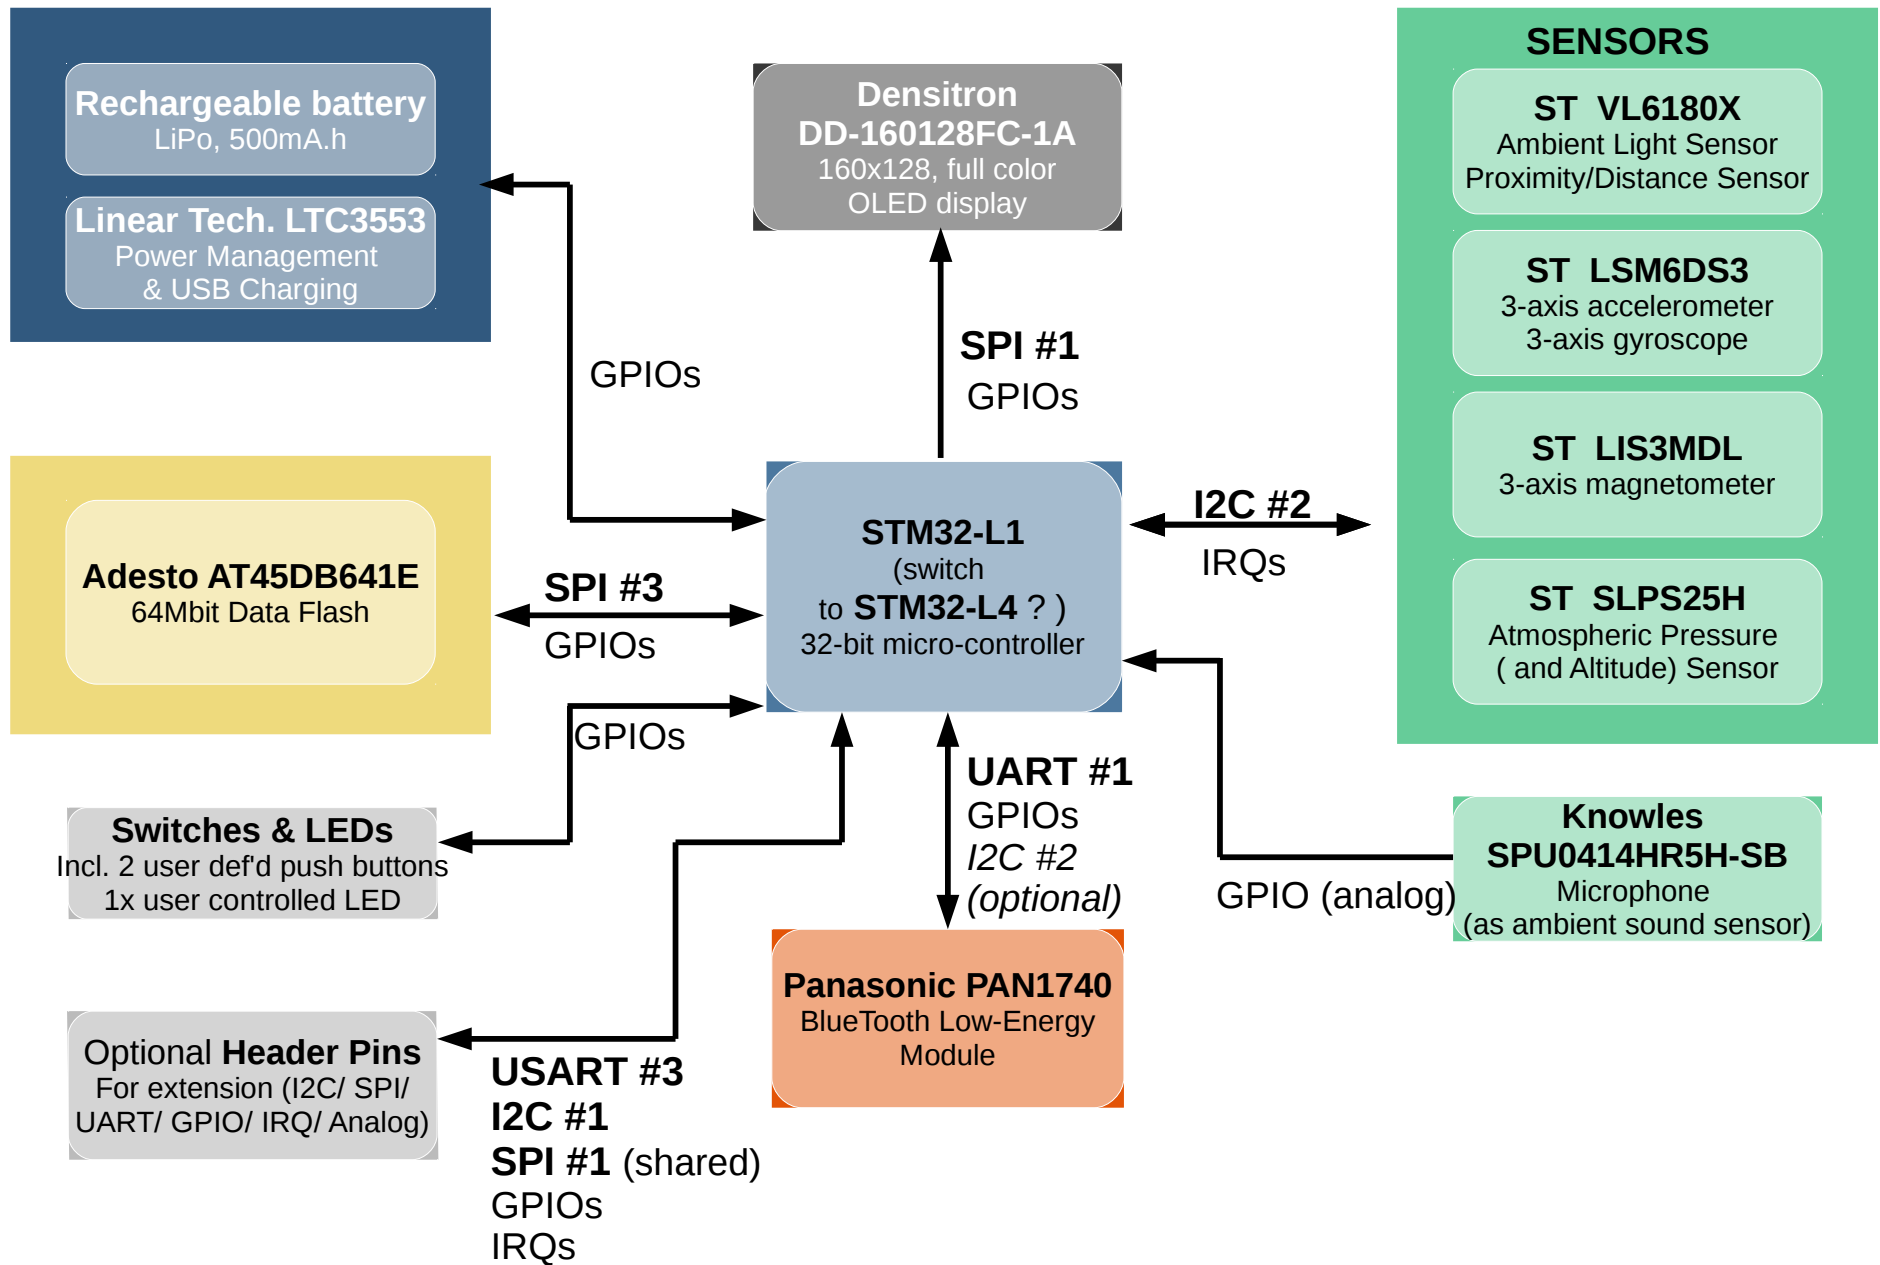 Rechargeable battery
LiPo, 500mA.h
Linear Tech. LTC3553
Power Management
& USB Charging
GPIOs
Densitron
DD-160128FC-1A
160x128, full color
OLED display
SPI #1
GPIOs
SENSORS
ST VL6180X
Ambient Light Sensor
Proximity/Distance Sensor
ST LSM6DS3
3-axis accelerometer
3-axis gyroscope
ST LIS3MDL
3-axis magnetometer
ST SLPS25H
Atmospheric Pressure
( and Altitude) Sensor
Adesto AT45DB641E
64Mbit Data Flash
SPI #3
GPIOs
STM32-L1
(switch
to STM32-L4 ? )
32-bit micro-controller
I2C #2
IRQs
GPIOs
Switches & LEDs
Incl. 2 user def'd push buttons
1x user controlled LED
UART #1
GPIOs
I2C #2
(optional)
GPIO (analog)
Knowles
SPU0414HR5H-SB
Microphone
(as ambient sound sensor)
Panasonic PAN1740
BlueTooth Low-Energy
Module
Optional Header Pins
For extension (I2C/ SPI/
UART/ GPIO/ IRQ/ Analog)
USART #3
I2C #1
SPI #1 (shared)
GPIOs
IRQs